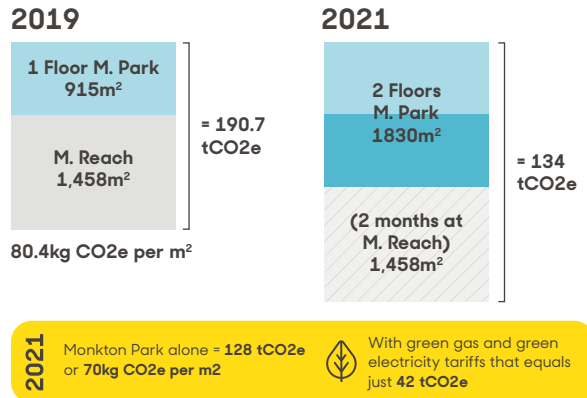 2019
1 Floor M. Park
915m²
M. Reach
1,458m²
= 190.7
tCO2e
80.4kg CO2e per m²
2021
2 Floors
M. Park
1830m²
(2 months at
M. Reach)
1,458m²
= 134
tCO2e
2021
Monkton Park alone = 128 tCO2e
or 70kg CO2e per m2
With green gas and green
electricity tariffs that equals
just 42 tCO2e